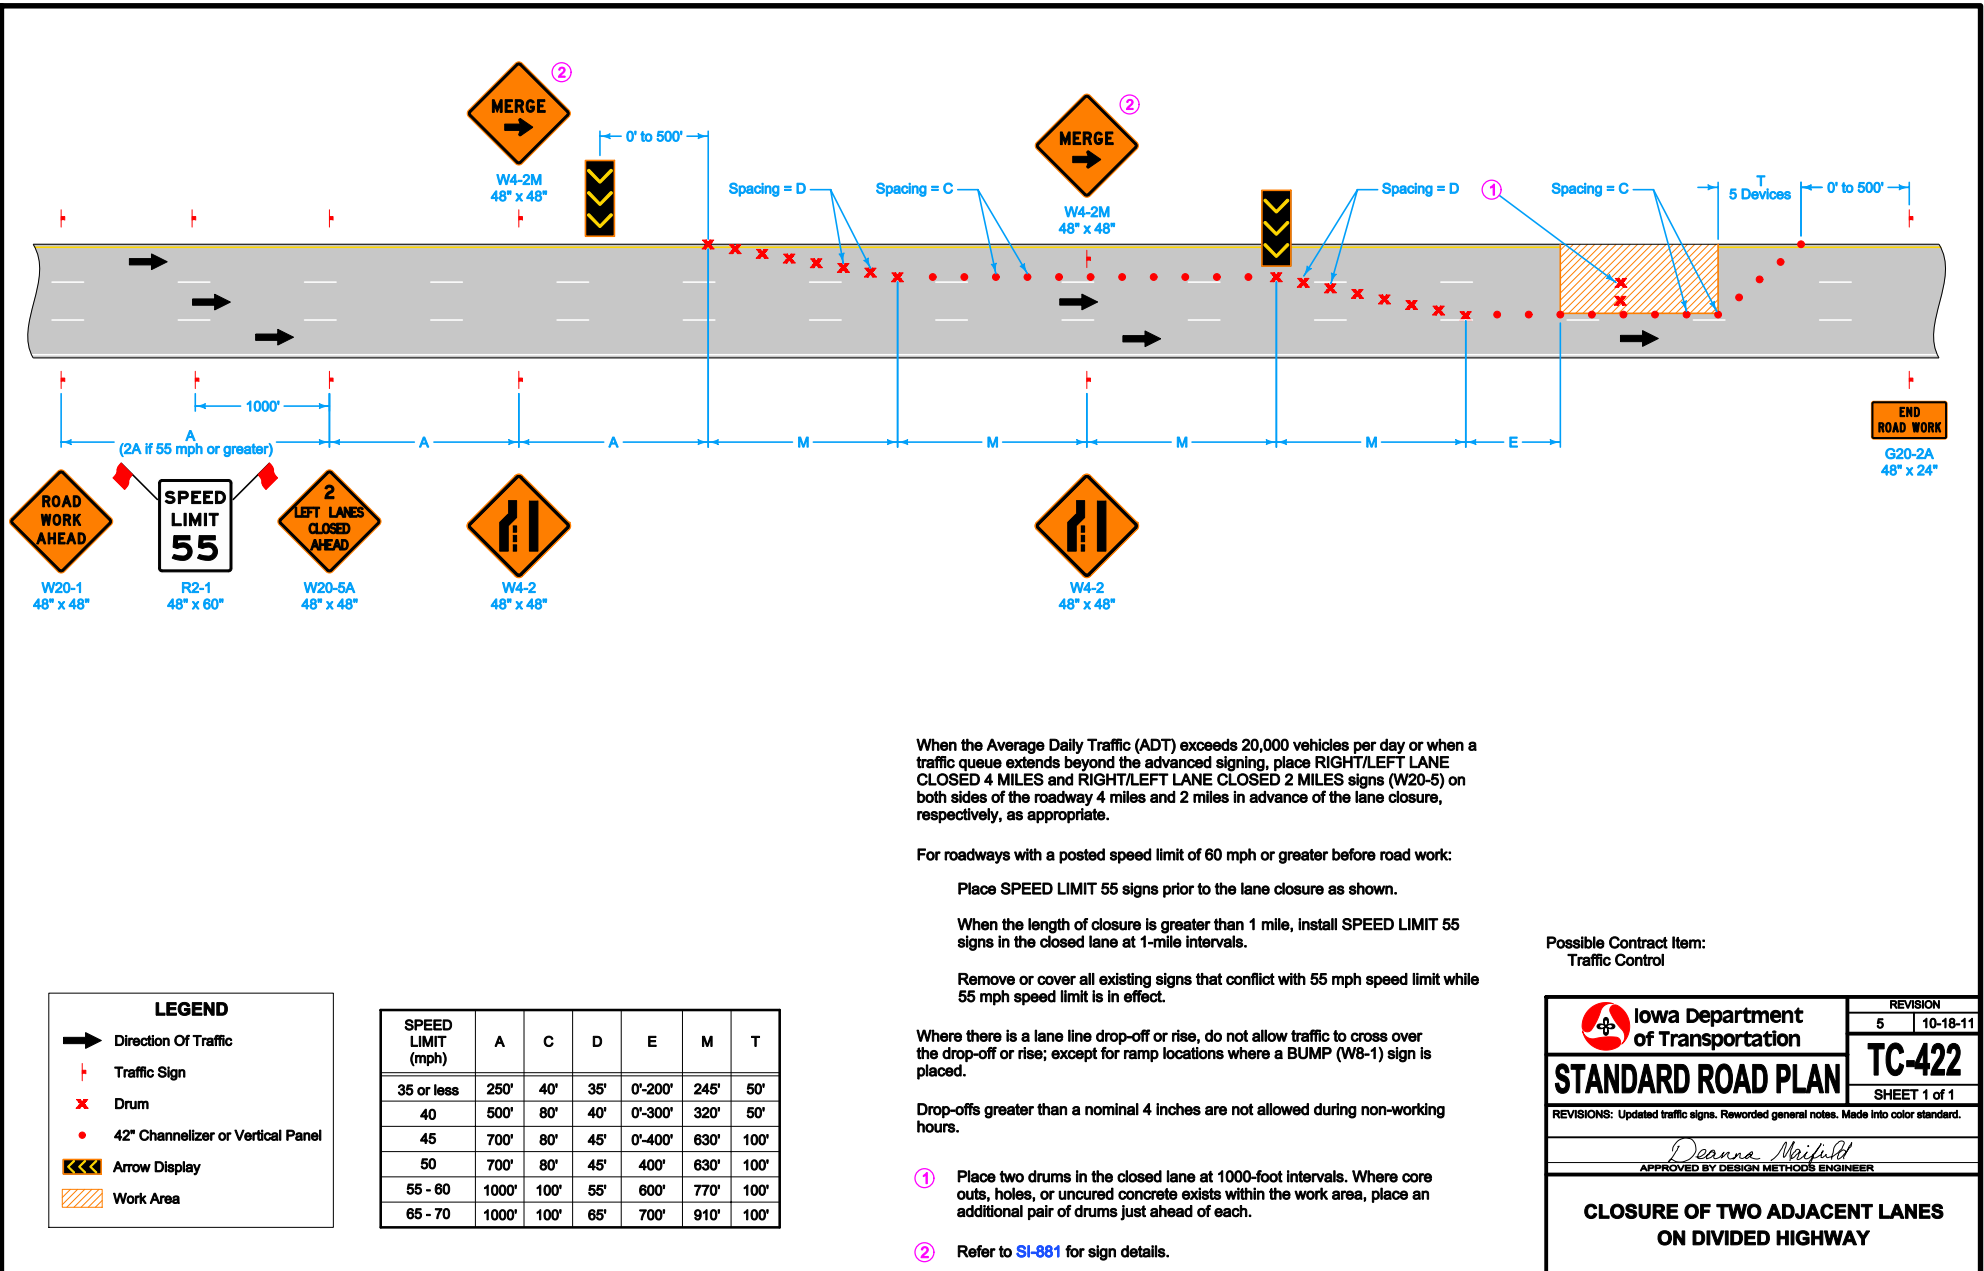 MERGE
2
W4-2M
48" x 48"
0' to 500'
Spacing = D
Spacing = C
MERGE
2
W4-2M
48" x 48"
Spacing = D
1
Spacing = C
T
5 Devices
0' to 500'
1000'
A
(2A if 55 mph or greater)
A
A
M
M
M
M
E
END
ROAD WORK
G20-2A
48" x 24"
ROAD
WORK
AHEAD
W20-1
48" x 48"
SPEED
LIMIT
55
R2-1
48" x 60"
2
LEFT LANES
CLOSED
AHEAD
W20-5A
48" x 48"
W4-2
48" x 48"
W4-2
48" x 48"
When the Average Daily Traffic (ADT) exceeds 20,000 vehicles per day or when a
traffic queue extends beyond the advanced signing, place RIGHT/LEFT LANE
CLOSED 4 MILES and RIGHT/LEFT LANE CLOSED 2 MILES signs (W20-5) on
both sides of the roadway 4 miles and 2 miles in advance of the lane closure,
respectively, as appropriate.
For roadways with a posted speed limit of 60 mph or greater before road work:
Place SPEED LIMIT 55 signs prior to the lane closure as shown.
When the length of closure is greater than 1 mile, install SPEED LIMIT 55
signs in the closed lane at 1-mile intervals.
Remove or cover all existing signs that conflict with 55 mph speed limit while
55 mph speed limit is in effect.
Where there is a lane line drop-off or rise, do not allow traffic to cross over
the drop-off or rise; except for ramp locations where a BUMP (W8-1) sign is
placed.
Drop-offs greater than a nominal 4 inches are not allowed during non-working
hours.
1 Place two drums in the closed lane at 1000-foot intervals. Where core
outs, holes, or uncured concrete exists within the work area, place an
additional pair of drums just ahead of each.
2 Refer to SI-881 for sign details.
LEGEND
Direction Of Traffic
Traffic Sign
Drum
42" Channelizer or Vertical Panel
Arrow Display
Work Area
SPEED LIMIT (mph) A C D E M T
35 or less 250' 40' 35' 0'-200' 245' 50'
40 500' 80' 40' 0'-300' 320' 50'
45 700' 80' 45' 0'-400' 630' 100'
50 700' 80' 45' 400' 630' 100'
55 - 60 1000' 100' 55' 600' 770' 100'
65 - 70 1000' 100' 65' 700' 910' 100'
Possible Contract Item:
Traffic Control
Iowa Department
of Transportation
STANDARD ROAD PLAN
REVISION
5 10-18-11
TC-422
SHEET 1 of 1
REVISIONS: Updated traffic signs. Reworded general notes. Made into color standard.
Deanna Maifield
APPROVED BY DESIGN METHODS ENGINEER
CLOSURE OF TWO ADJACENT LANES
ON DIVIDED HIGHWAY